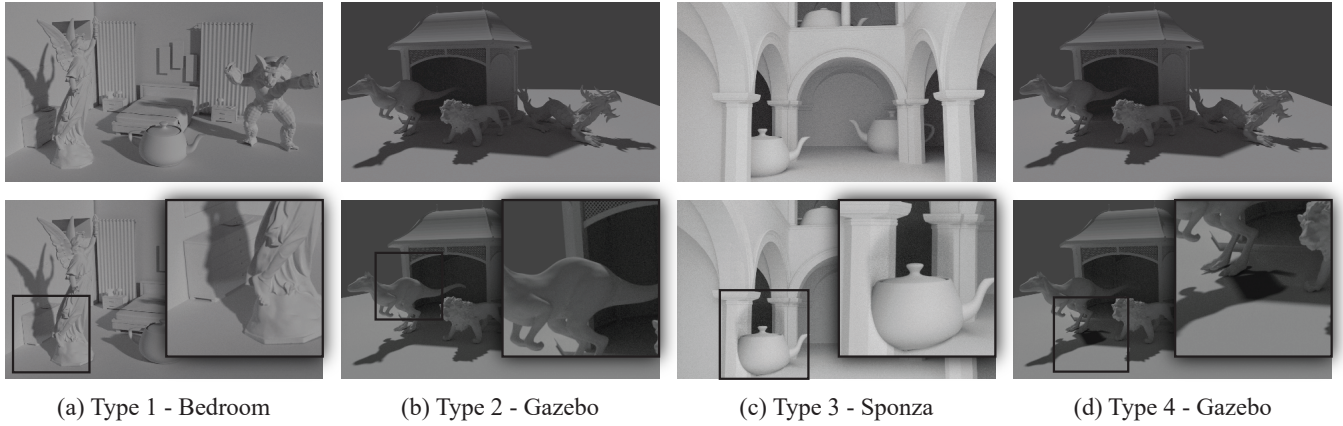 (a) Type 1 - Bedroom
(b) Type 2 - Gazebo
(c) Type 3 - Sponza
(d) Type 4 - Gazebo